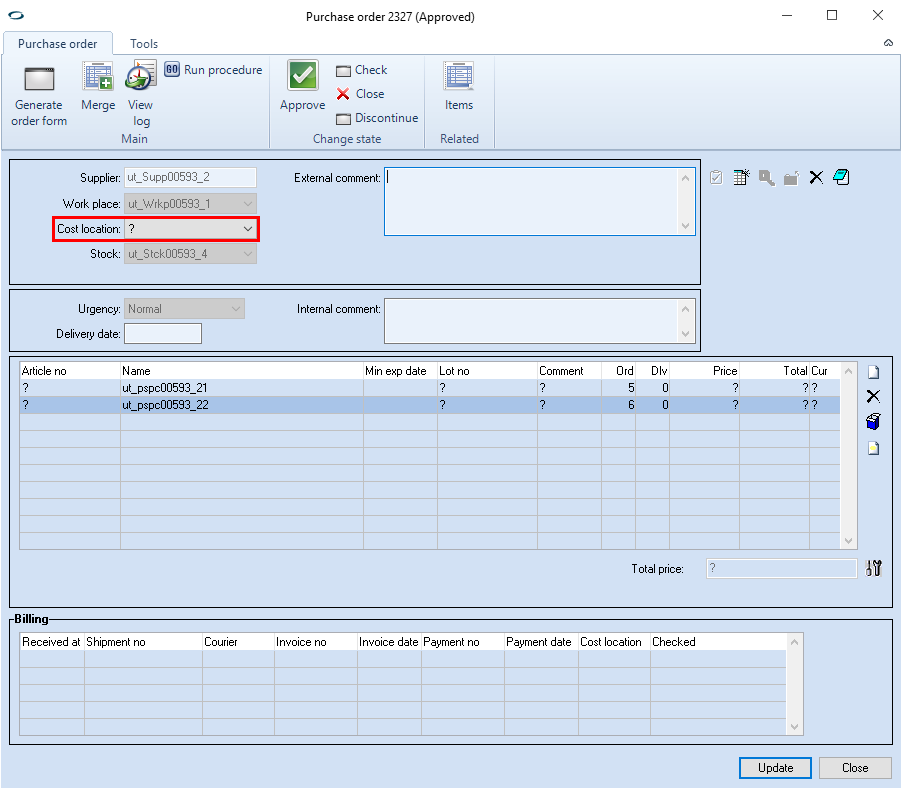 Purchase order 2327 (Approved)
Purchase order Tools
Generate order form
Merge
View log
GO Run procedure
Main
Approve
Check
Close
Discontinue
Change state
Items
Related
Supplier: ut_Supp00593_2
Work place: ut_Wrkp00593_1
Cost location: ?
Stock: ut_Stck00593_4
External comment:
Urgency: Normal
Delivery date:
Internal comment:
Article no Name Min exp date Lot no Comment Ord Dlv Price Total Cur
? ut_pspc00593_21 ? ? 5 0 ? ? ?
? ut_pspc00593_22 ? ? 6 0 ? ? ?
Total price: ?
Billing
Received at Shipment no Courier Invoice no Invoice date Payment no Payment date Cost location Checked
Update Close